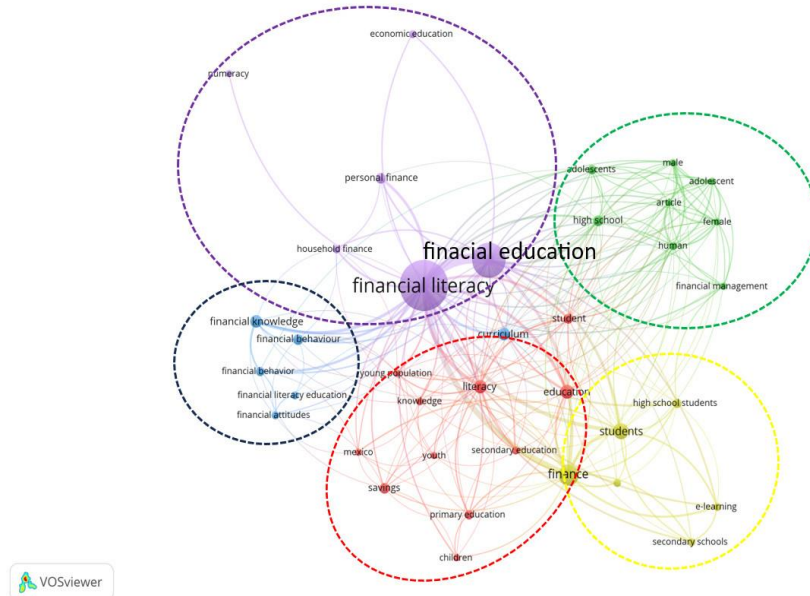 economic education
numeracy
personal finance
household finance
finacial education
financial literacy
adolescents
male
adolescent
article
high school
female
human
financial management
financial knowledge
financial behaviour
financial behavior
financial literacy education
financial attitudes
student
curriculum
young population
literacy
education
knowledge
mexico
youth
secondary education
savings
primary education
children
high school students
students
finance
e-learning
secondary schools
VOSviewer